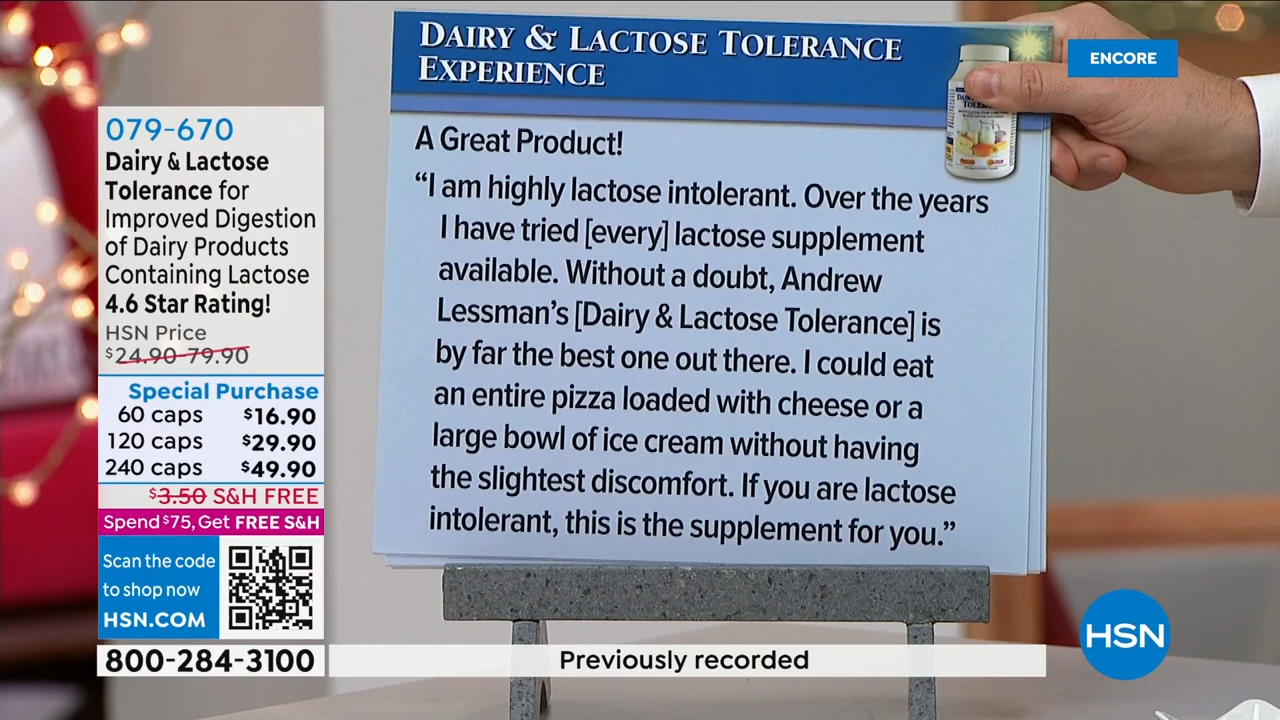 DAIRY & LACTOSE TOLERANCE
EXPERIENCE
ENCORE
A Great Product!
“I am highly lactose intolerant. Over the years
I have tried [every] lactose supplement
available. Without a doubt, Andrew
Lessman’s [Dairy & Lactose Tolerance] is
by far the best one out there. I could eat
an entire pizza loaded with cheese or a
large bowl of ice cream without having
the slightest discomfort. If you are lactose
intolerant, this is the supplement for you.”
079-670
Dairy & Lactose
Tolerance for
Improved Digestion
of Dairy Products
Containing Lactose
4.6 Star Rating!
HSN Price
$24.90-79.90
Special Purchase
60 caps $16.90
120 caps $29.90
240 caps $49.90
$3.50 S&H FREE
Spend $75, Get FREE S&H
Scan the code
to shop now
HSN.COM
800-284-3100
Previously recorded
HSN